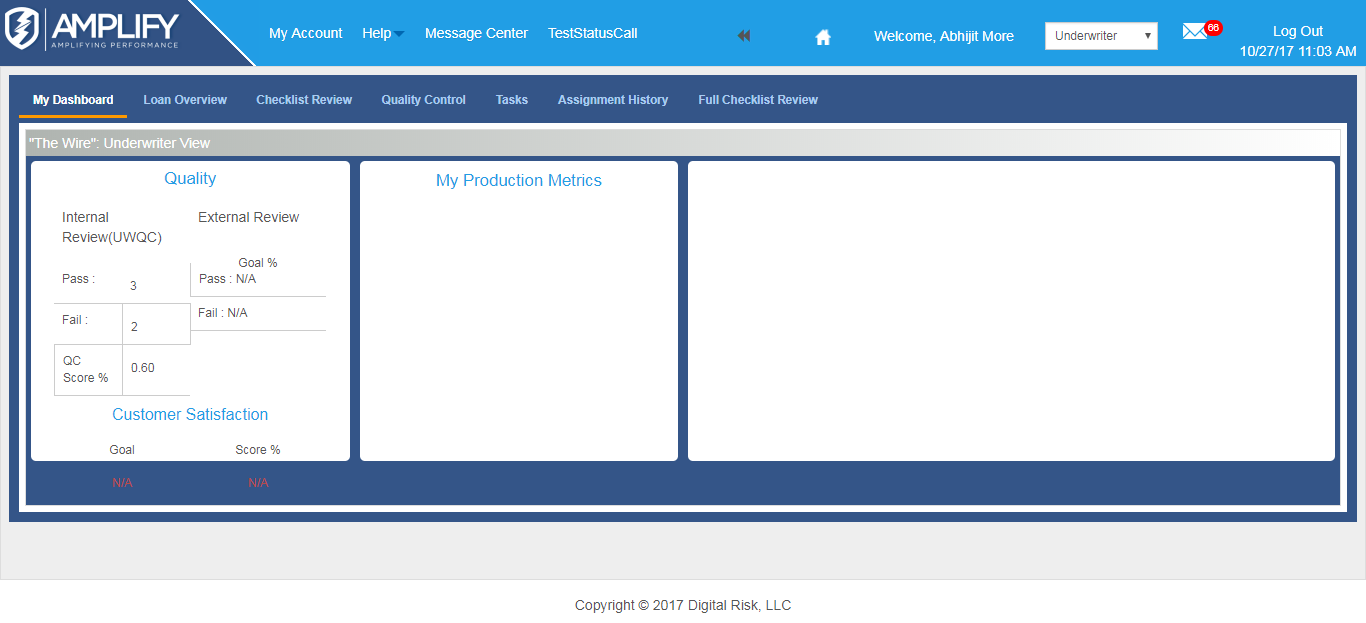 AMPLIFY
AMPLIFYING PERFORMANCE
My Account Help Message Center TestStatusCall
Welcome, Abhijit More
Underwriter
66
Log Out
10/27/17 11:03 AM
My Dashboard Loan Overview Checklist Review Quality Control Tasks Assignment History Full Checklist Review
"The Wire": Underwriter View
Quality
Internal
Review(UWQC)
External Review
Goal %
Pass : 3
Pass : N/A
Fail : 2
Fail : N/A
QC
Score %
0.60
Customer Satisfaction
Goal Score %
N/A N/A
My Production Metrics
Copyright © 2017 Digital Risk, LLC